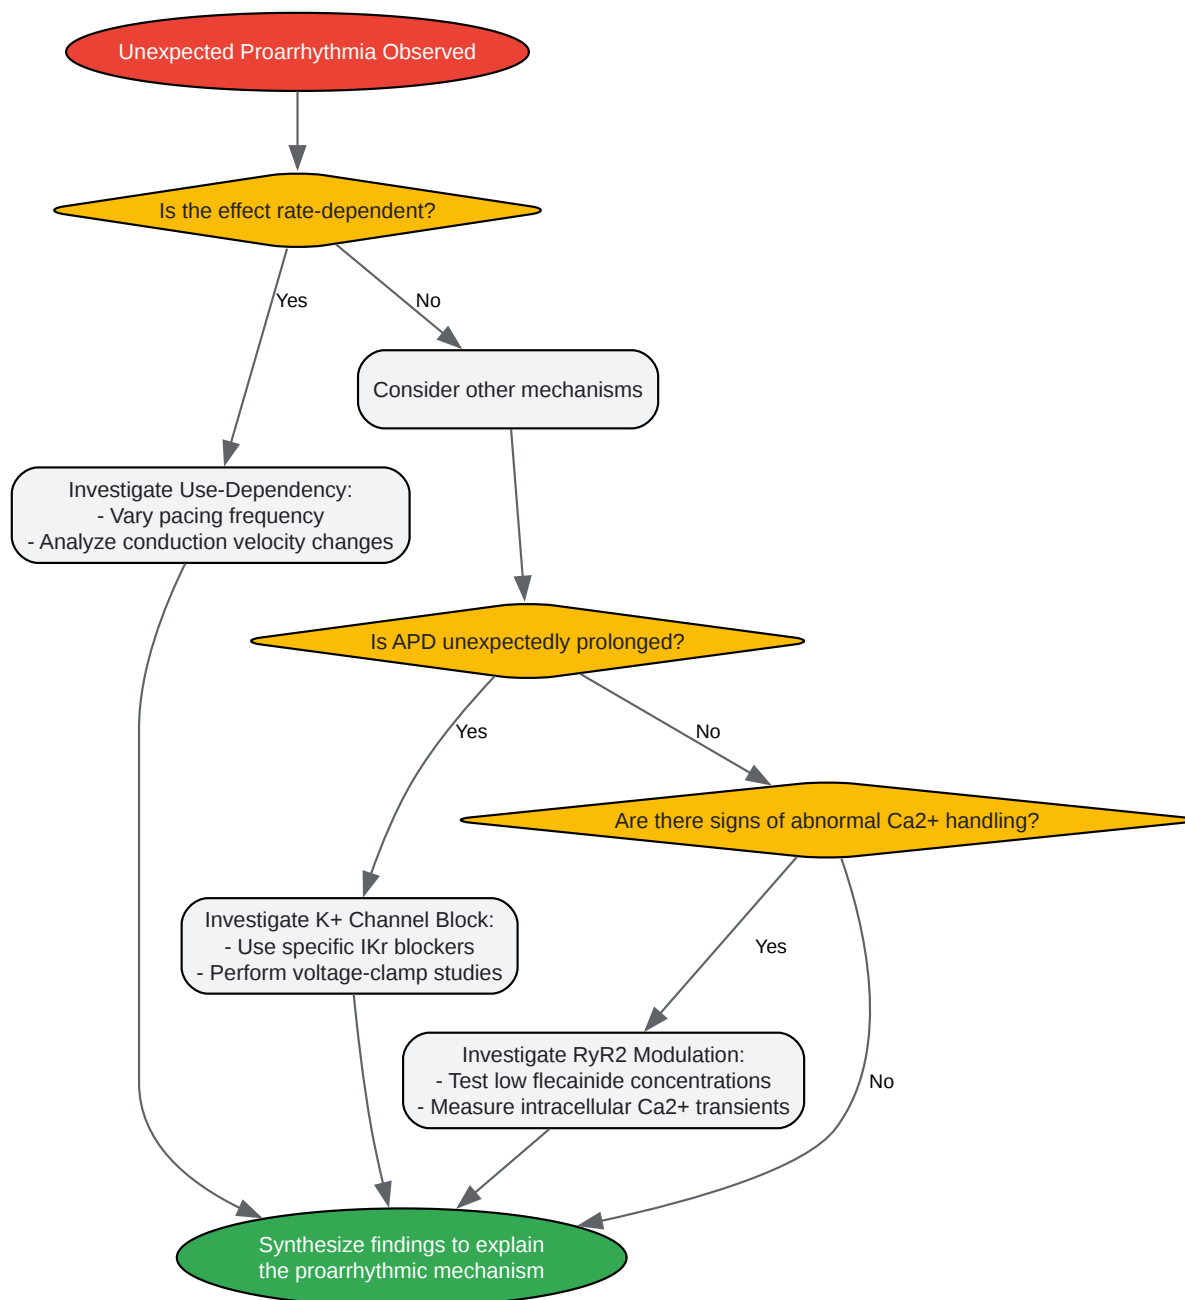 Unexpected Proarrhythmia Observed
Is the effect rate-dependent?
Yes
No
Consider other mechanisms
Investigate Use-Dependency:
- Vary pacing frequency
- Analyze conduction velocity changes
Is APD unexpectedly prolonged?
Yes
No
Are there signs of abnormal Ca2+ handling?
Investigate K+ Channel Block:
- Use specific IKr blockers
- Perform voltage-clamp studies
Yes
No
Investigate RyR2 Modulation:
- Test low flecainide concentrations
- Measure intracellular Ca2+ transients
Synthesize findings to explain
the proarrhythmic mechanism